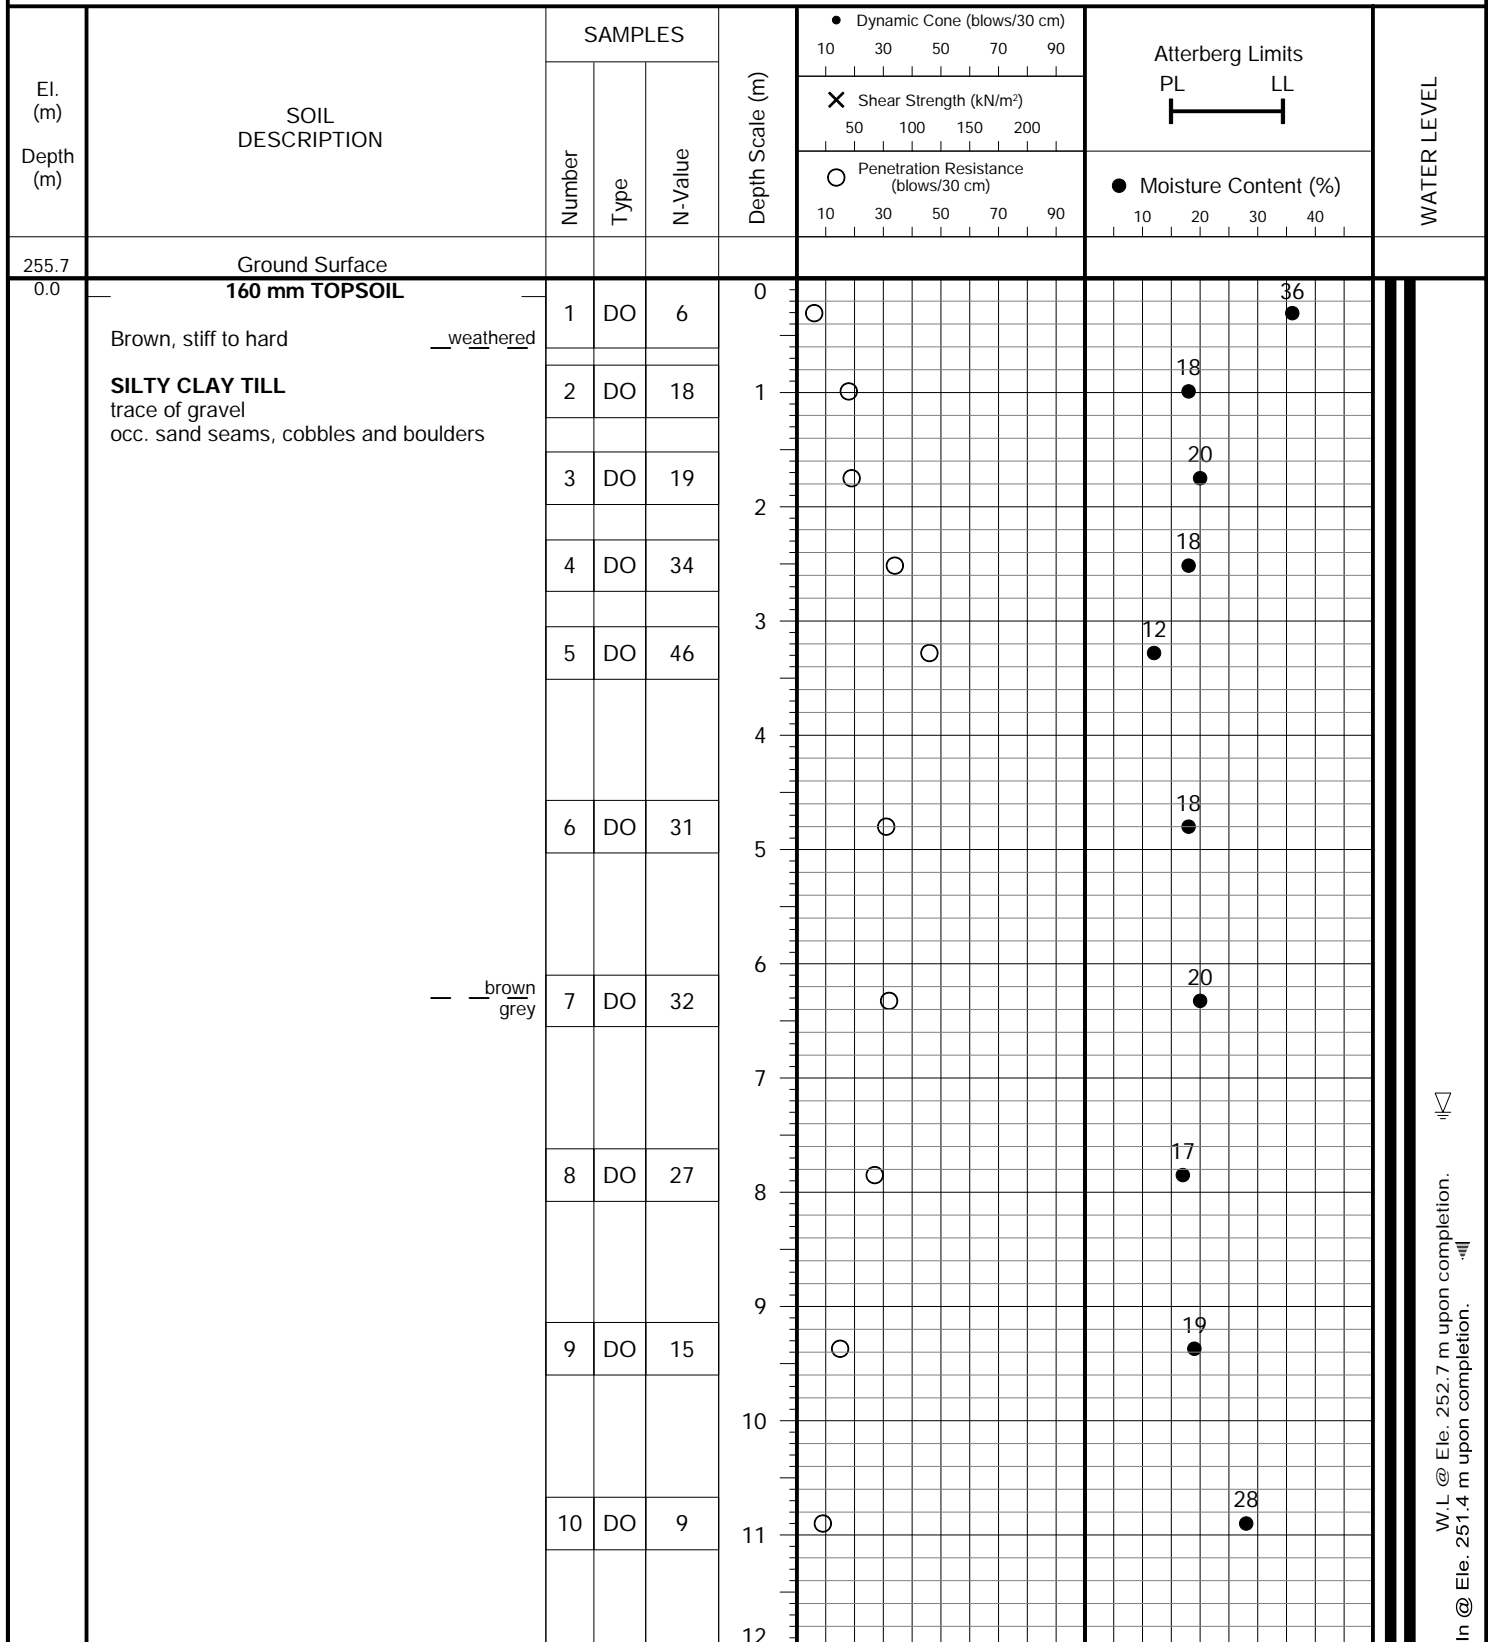 El.
(m)
Depth
(m)
SOIL
DESCRIPTION
SAMPLES
Number
Type
N-Value
Depth Scale (m)
Dynamic Cone (blows/30 cm)
10 30 50 70 90
Shear Strength (kN/m²)
50 100 150 200
Penetration Resistance
(blows/30 cm)
10 30 50 70 90
Atterberg Limits
PL LL
Moisture Content (%)
10 20 30 40
WATER LEVEL
255.7 Ground Surface
0.0 160 mm TOPSOIL
0
36
1 DO 6
Brown, stiff to hard weathered
18
SILTY CLAY TILL
2 DO 18 1
trace of gravel
occ. sand seams, cobbles and boulders
20
3 DO 19
2
18
4 DO 34
3
12
5 DO 46
4
18
6 DO 31
5
6
20
brown
grey
7 DO 32
7
17
8 DO 27
8
9
19
9 DO 15
10
28
10 DO 9
11
12
W.L @ Ele. 252.7 m upon completion.
In @ Ele. 251.4 m upon completion.